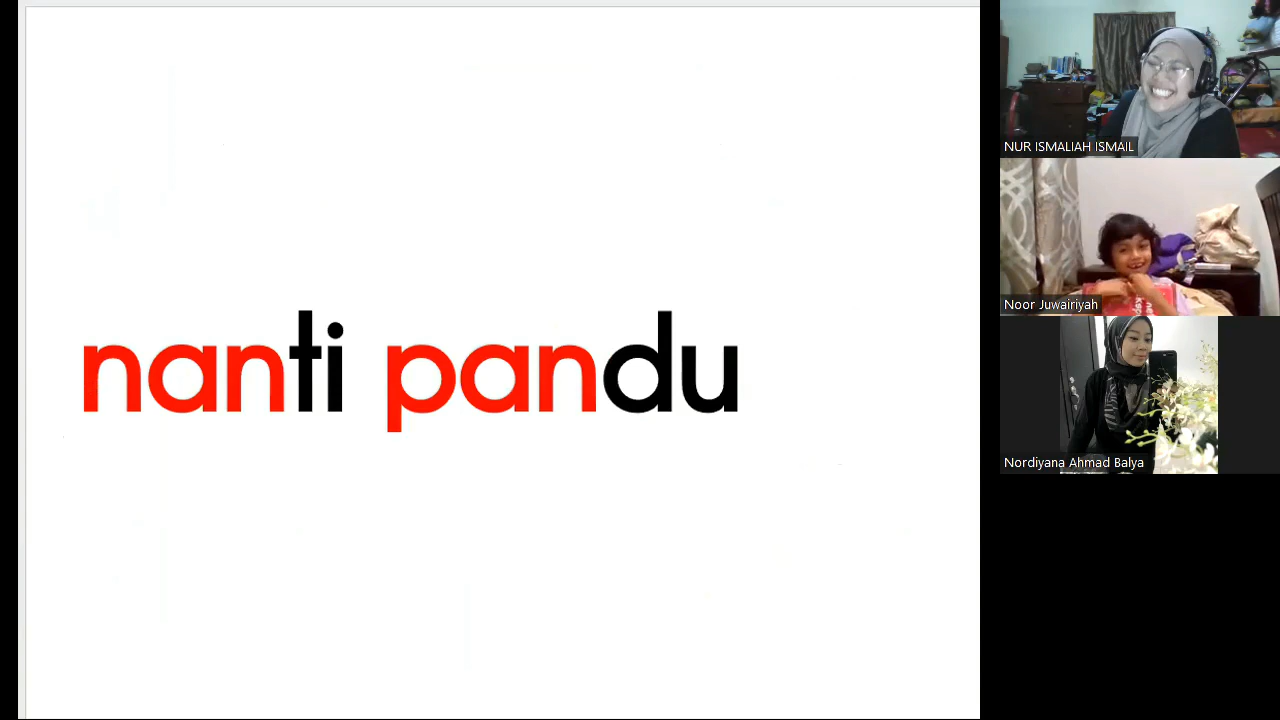 nanti pandu
NUR ISMALIAH ISMAIL
Noor Juwairiyah
Nordiyana Ahmad Balya